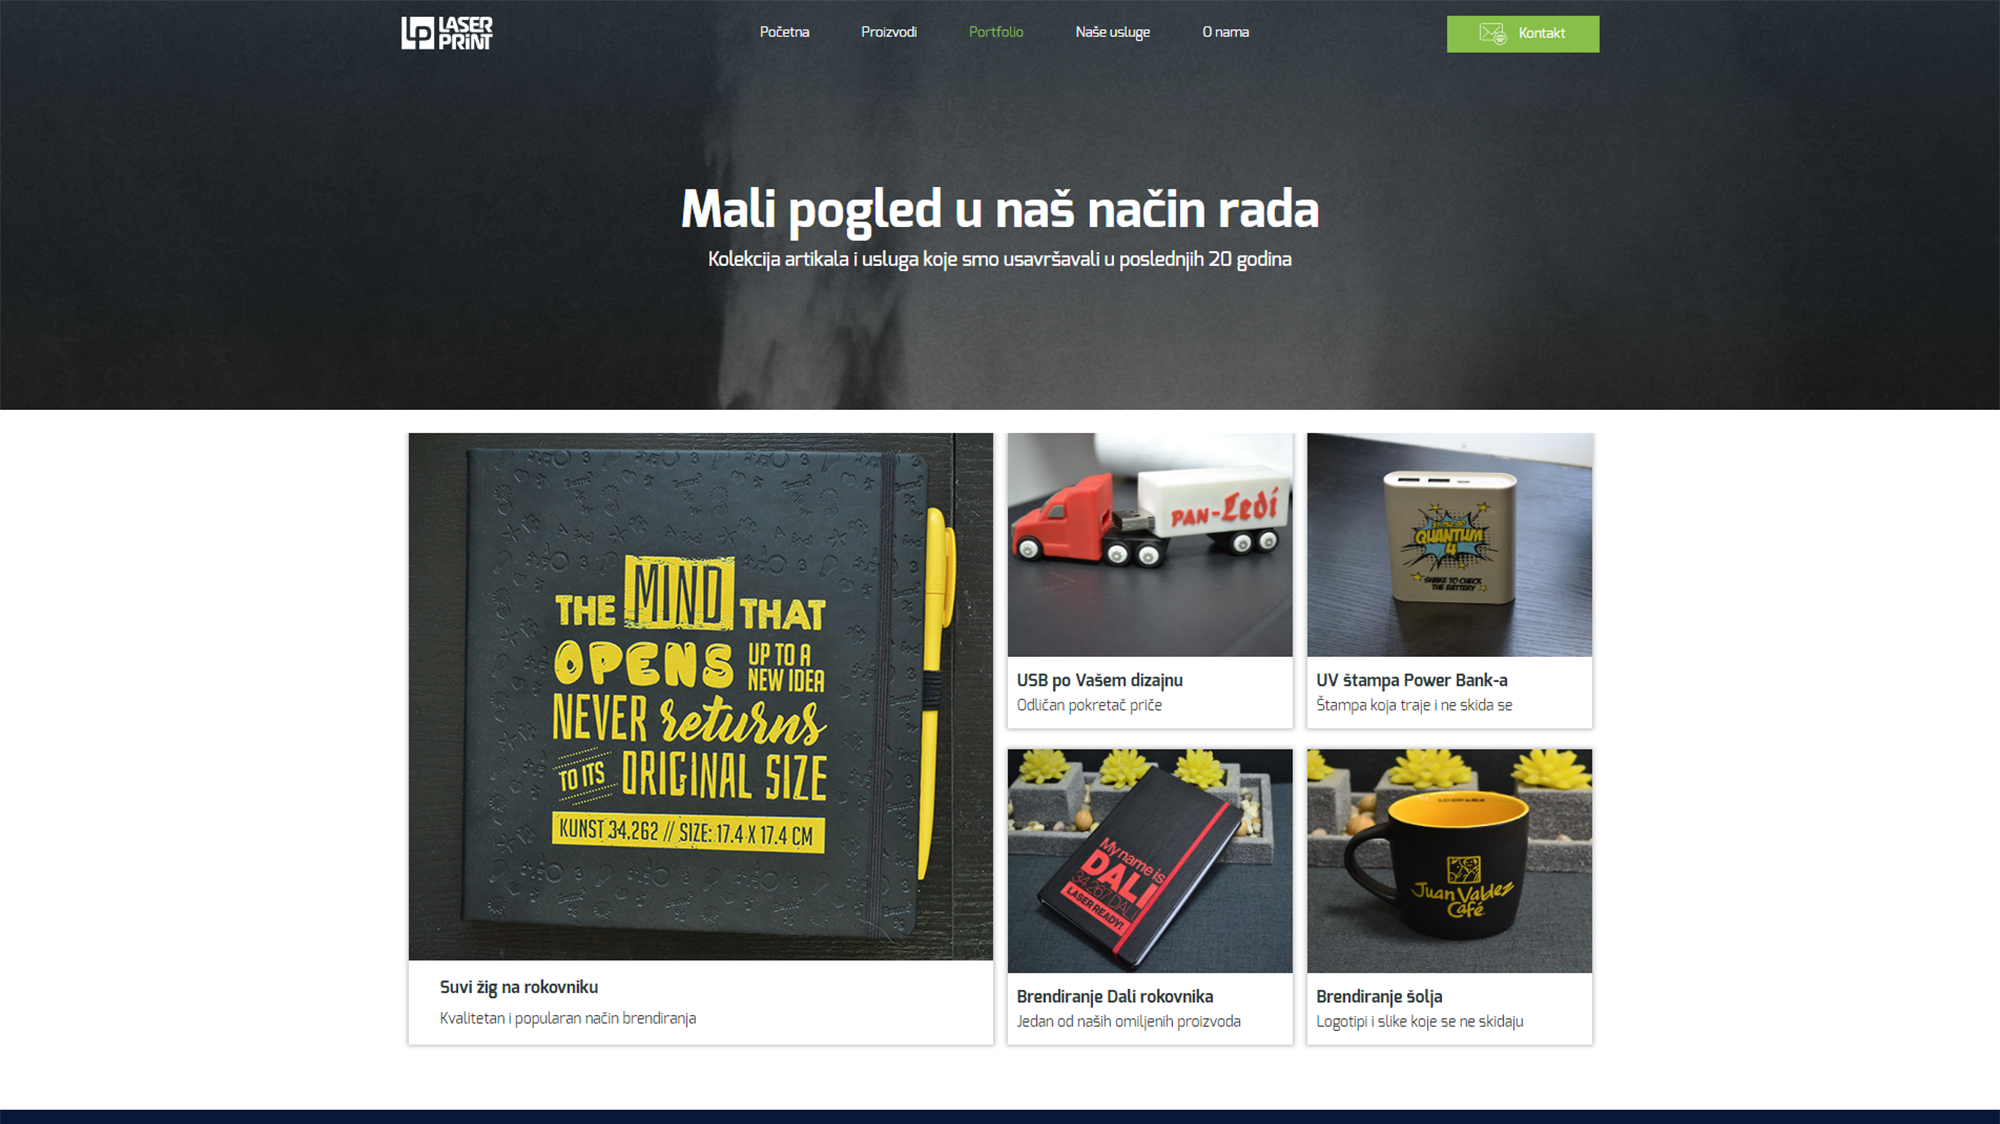 LP LASER PRINT
Početna
Proizvodi
Portfolio
Naše usluge
O nama
Kontakt
Mali pogled u naš način rada
Kolekcija artikala i usluga koje smo usavršavali u poslednjih 20 godina
THE MIND THAT
OPENS UP TO A NEW IDEA
NEVER returns
TO ITS ORIGINAL SIZE
KUNST 34.262 // SIZE: 17.4 X 17.4 CM
Suvi žig na rokovniku
Kvalitetan i popularan način brendiranja
PAN-Ledi
USB po Vašem dizajnu
Odličan pokretač priče
QUANTUM
4
SHAKE TO CHECK
THE BATTERY
UV štampa Power Bank-a
Štampa koja traje i ne skida se
My name is
DALI
34.267 DALI
LASER READY!
Brendiranje Dali rokovnika
Jedan od naših omiljenih proizvoda
Juan Valdez
Café
Brendiranje šolja
Logotipi i slike koje se ne skidaju